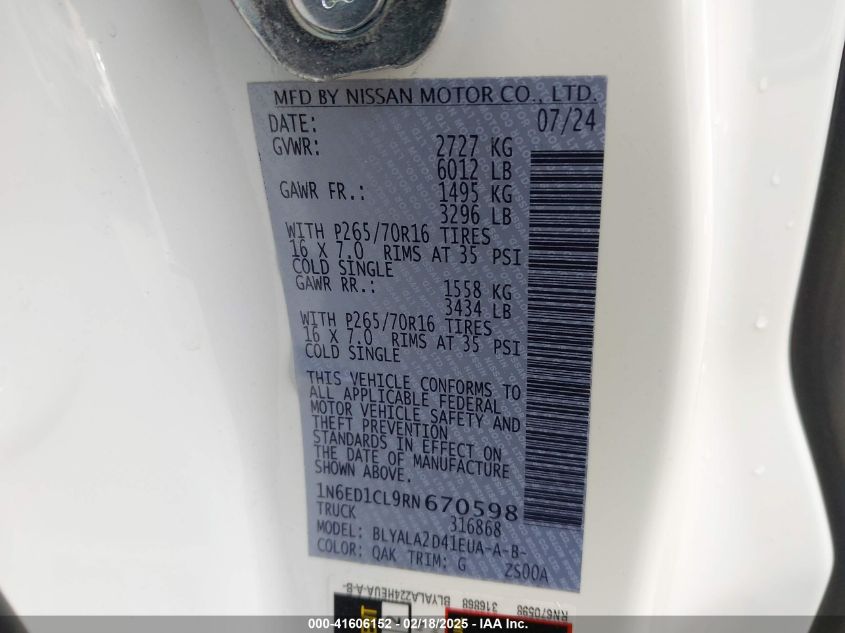 MFD BY NISSAN MOTOR CO., LTD.
DATE: 07/24
GVWR: 2727 KG
6012 LB
GAWR FR.: 1495 KG
3296 LB
WITH P265/70R16 TIRES
16 X 7.0 RIMS AT 35 PSI
COLD SINGLE
GAWR RR.: 1558 KG
3434 LB
WITH P265/70R16 TIRES
16 X 7.0 RIMS AT 35 PSI
COLD SINGLE
THIS VEHICLE CONFORMS TO
ALL APPLICABLE FEDERAL
MOTOR VEHICLE SAFETY AND
THEFT PREVENTION
STANDARDS IN EFFECT ON
THE DATE OF MANUFACTURE
SHOWN ABOVE.
1N6ED1CL9RN670598
TRUCK 316868
MODEL: BLYALA2D41EUA-A-B-
COLOR: QAK TRIM: G 2S00A
RN670598 316868 BLYALAZZ4HEUA-A-B-
000-41606152 - 02/18/2025 - IAA, Inc.